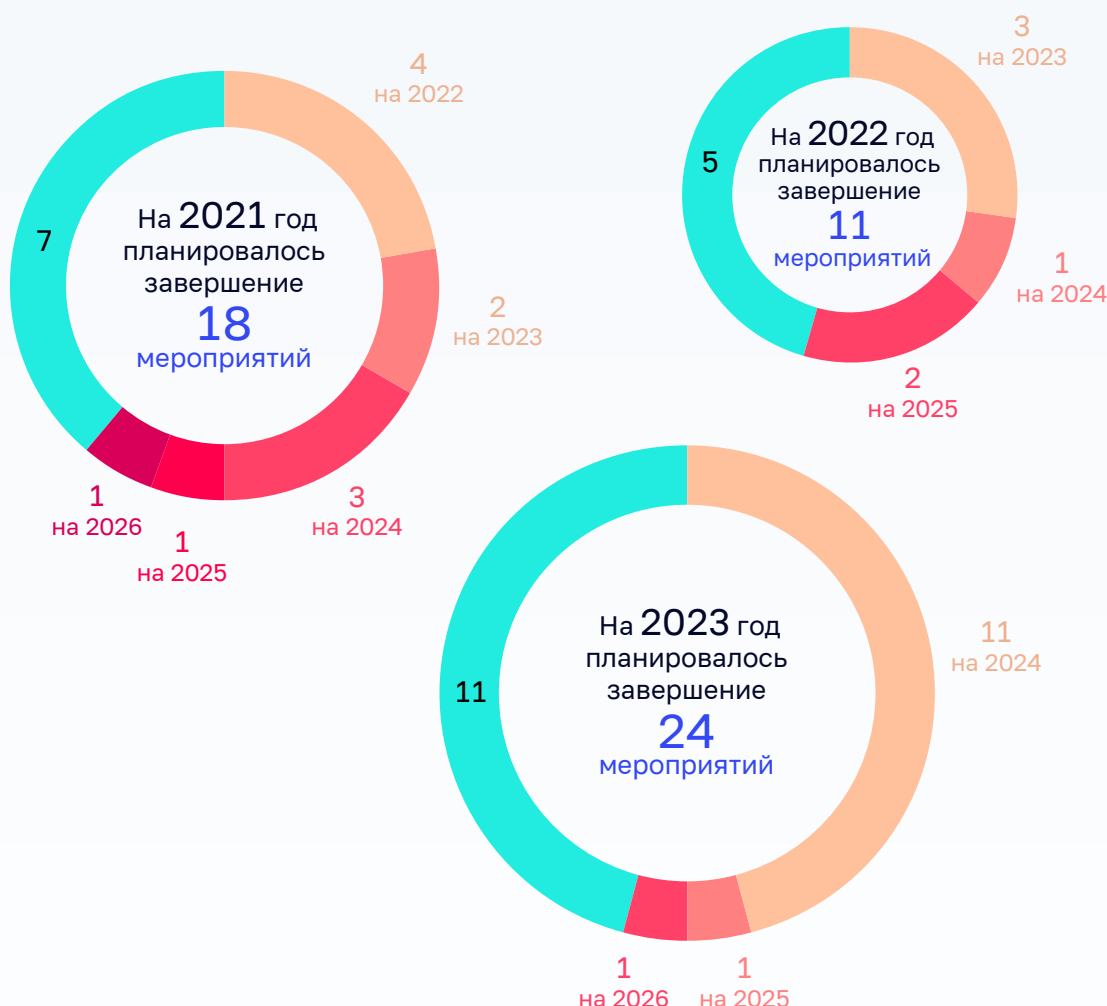 4
на 2022
7
На 2021 год
планировалось
завершение
18
мероприятий
2
на 2023
1
на 2026
1
на 2025
3
на 2024
3
на 2023
5
На 2022 год
планировалось
завершение
11
мероприятий
1
на 2024
2
на 2025
11
На 2023 год
планировалось
завершение
24
мероприятий
11
на 2024
1
на 2026
1
на 2025